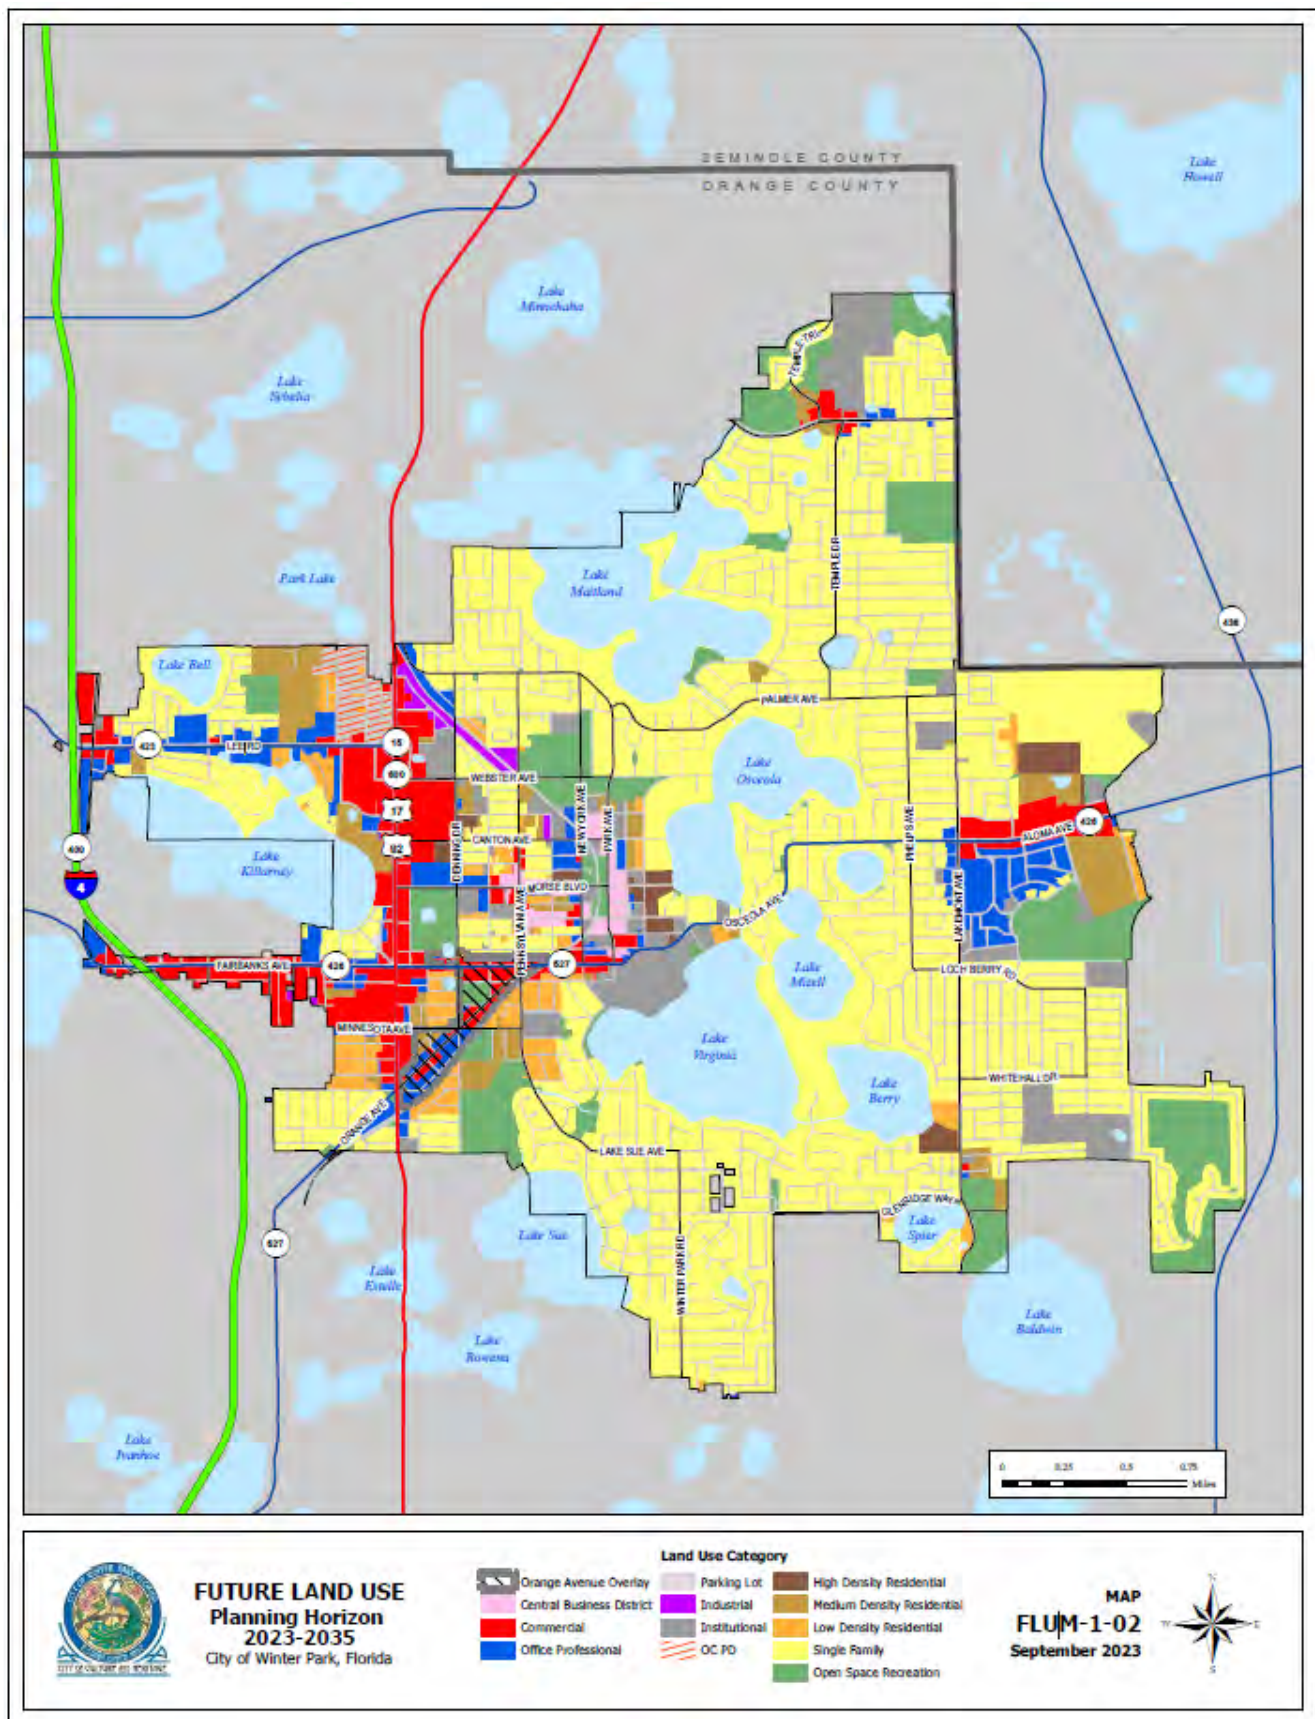 SEMINOLE COUNTY
ORANGE COUNTY
Lake
Howell
Lake
Minnehaha
TEMPLE TRL
Lake
Sybelia
Park Lake
Lake
Maitland
TEMPLE DR
436
Lake Bell
PALMER AVE
423
LEE RD
15
600
WEBSTER AVE
Lake
Osceola
17
92
DENNING DR
CANTON AVE
NEW YORK AVE
PARK AVE
PHELPS AVE
ALOMA AVE
426
400
4
Lake
Killarney
MORSE BLVD
PENNSYLVANIA AVE
OSCEOLA AVE
LAKEMONT AVE
FAIRBANKS AVE
426
527
Lake
Mizell
LOCH BERRY RD
MINNESOTA AVE
Lake
Virginia
Lake
Berry
WHITEHALL DR
ORANGE AVE
LAKE SUE AVE
GLENRIDGE WAY
Lake
Spier
527
Lake Sue
WINTER PARK RD
Lake
Estelle
Lake
Rowena
Lake
Baldwin
Lake
Ivanhoe
0 0.25 0.5 0.75
Miles
FUTURE LAND USE
Planning Horizon
2023-2035
City of Winter Park, Florida
Land Use Category
Orange Avenue Overlay
Central Business District
Commercial
Office Professional
Parking Lot
Industrial
Institutional
OC PD
High Density Residential
Medium Density Residential
Low Density Residential
Single Family
Open Space Recreation
MAP
FLUM-1-02
September 2023
N
W
E
S